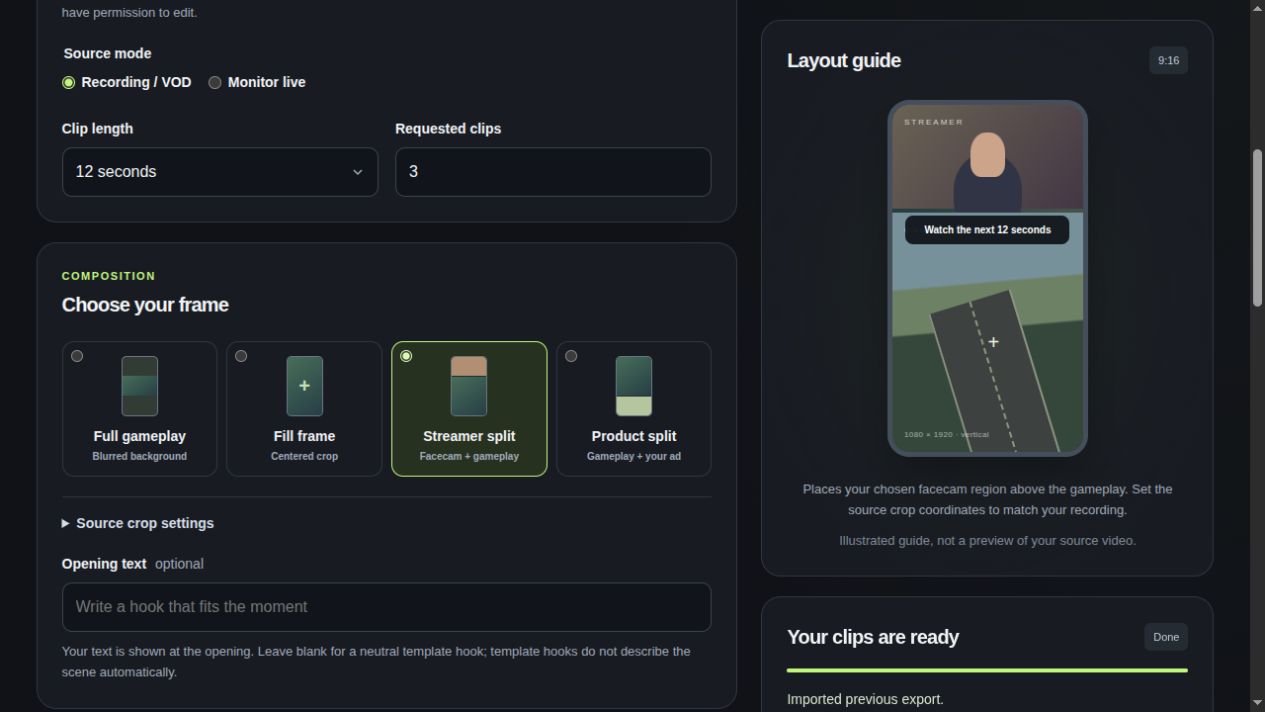 have permission to edit.
Source mode
Recording / VOD
Monitor live
Clip length
Requested clips
12 seconds
3
COMPOSITION
Choose your frame
Full gameplay
Blurred background
Fill frame
Centered crop
Streamer split
Facecam + gameplay
Product split
Gameplay + your ad
Source crop settings
Opening text optional
Write a hook that fits the moment
Your text is shown at the opening. Leave blank for a neutral template hook; template hooks do not describe the
scene automatically.
Layout guide
9:16
STREAMER
Watch the next 12 seconds
1080 × 1920 · vertical
Places your chosen facecam region above the gameplay. Set the
source crop coordinates to match your recording.
Illustrated guide, not a preview of your source video.
Your clips are ready
Done
Imported previous export.